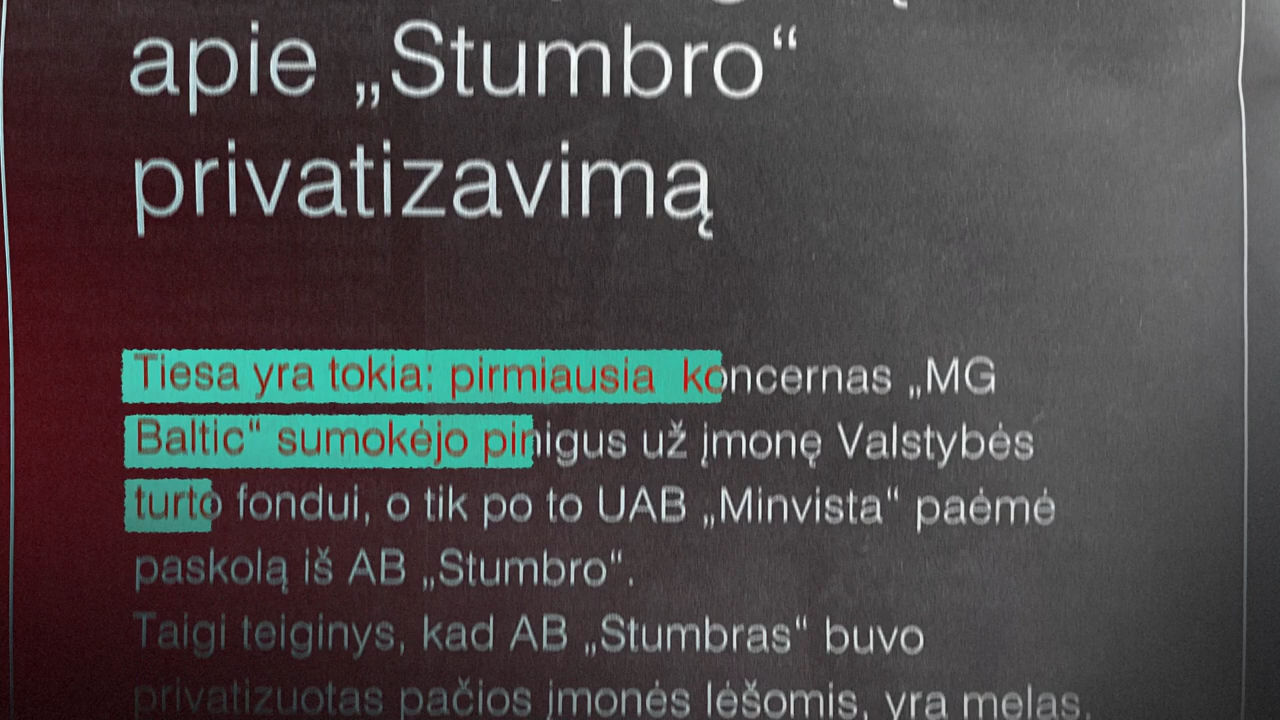 apie „Stumbro“
privatizavimą
Tiesa yra tokia: pirmiausia koncernas „MG
Baltic“ sumokėjo pinigus už įmonę Valstybės
turto fondui, o tik po to UAB „Minvista“ paėmė
paskolą iš AB „Stumbro“.
Taigi teiginys, kad AB „Stumbras“ buvo
privatizuotas pačios įmonės lėšomis, yra melas.